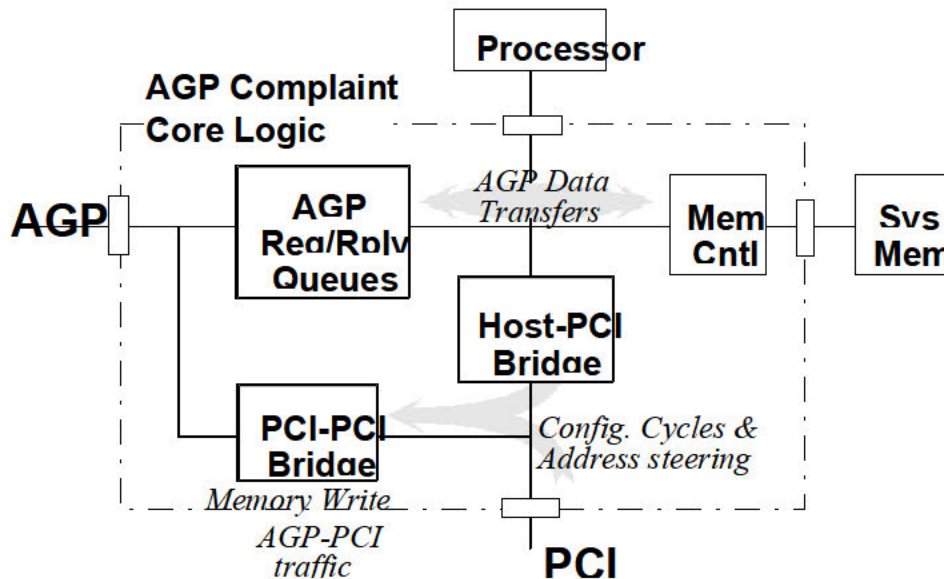 Processor
AGP Complaint
Core Logic
AGP Data
Transfers
AGP
AGP
Req/Rply
Queues
Mem
Cntl
Sys
Mem
Host-PCI
Bridge
PCI-PCI
Bridge
Config. Cycles &
Address steering
Memory Write
AGP-PCI
traffic
PCI